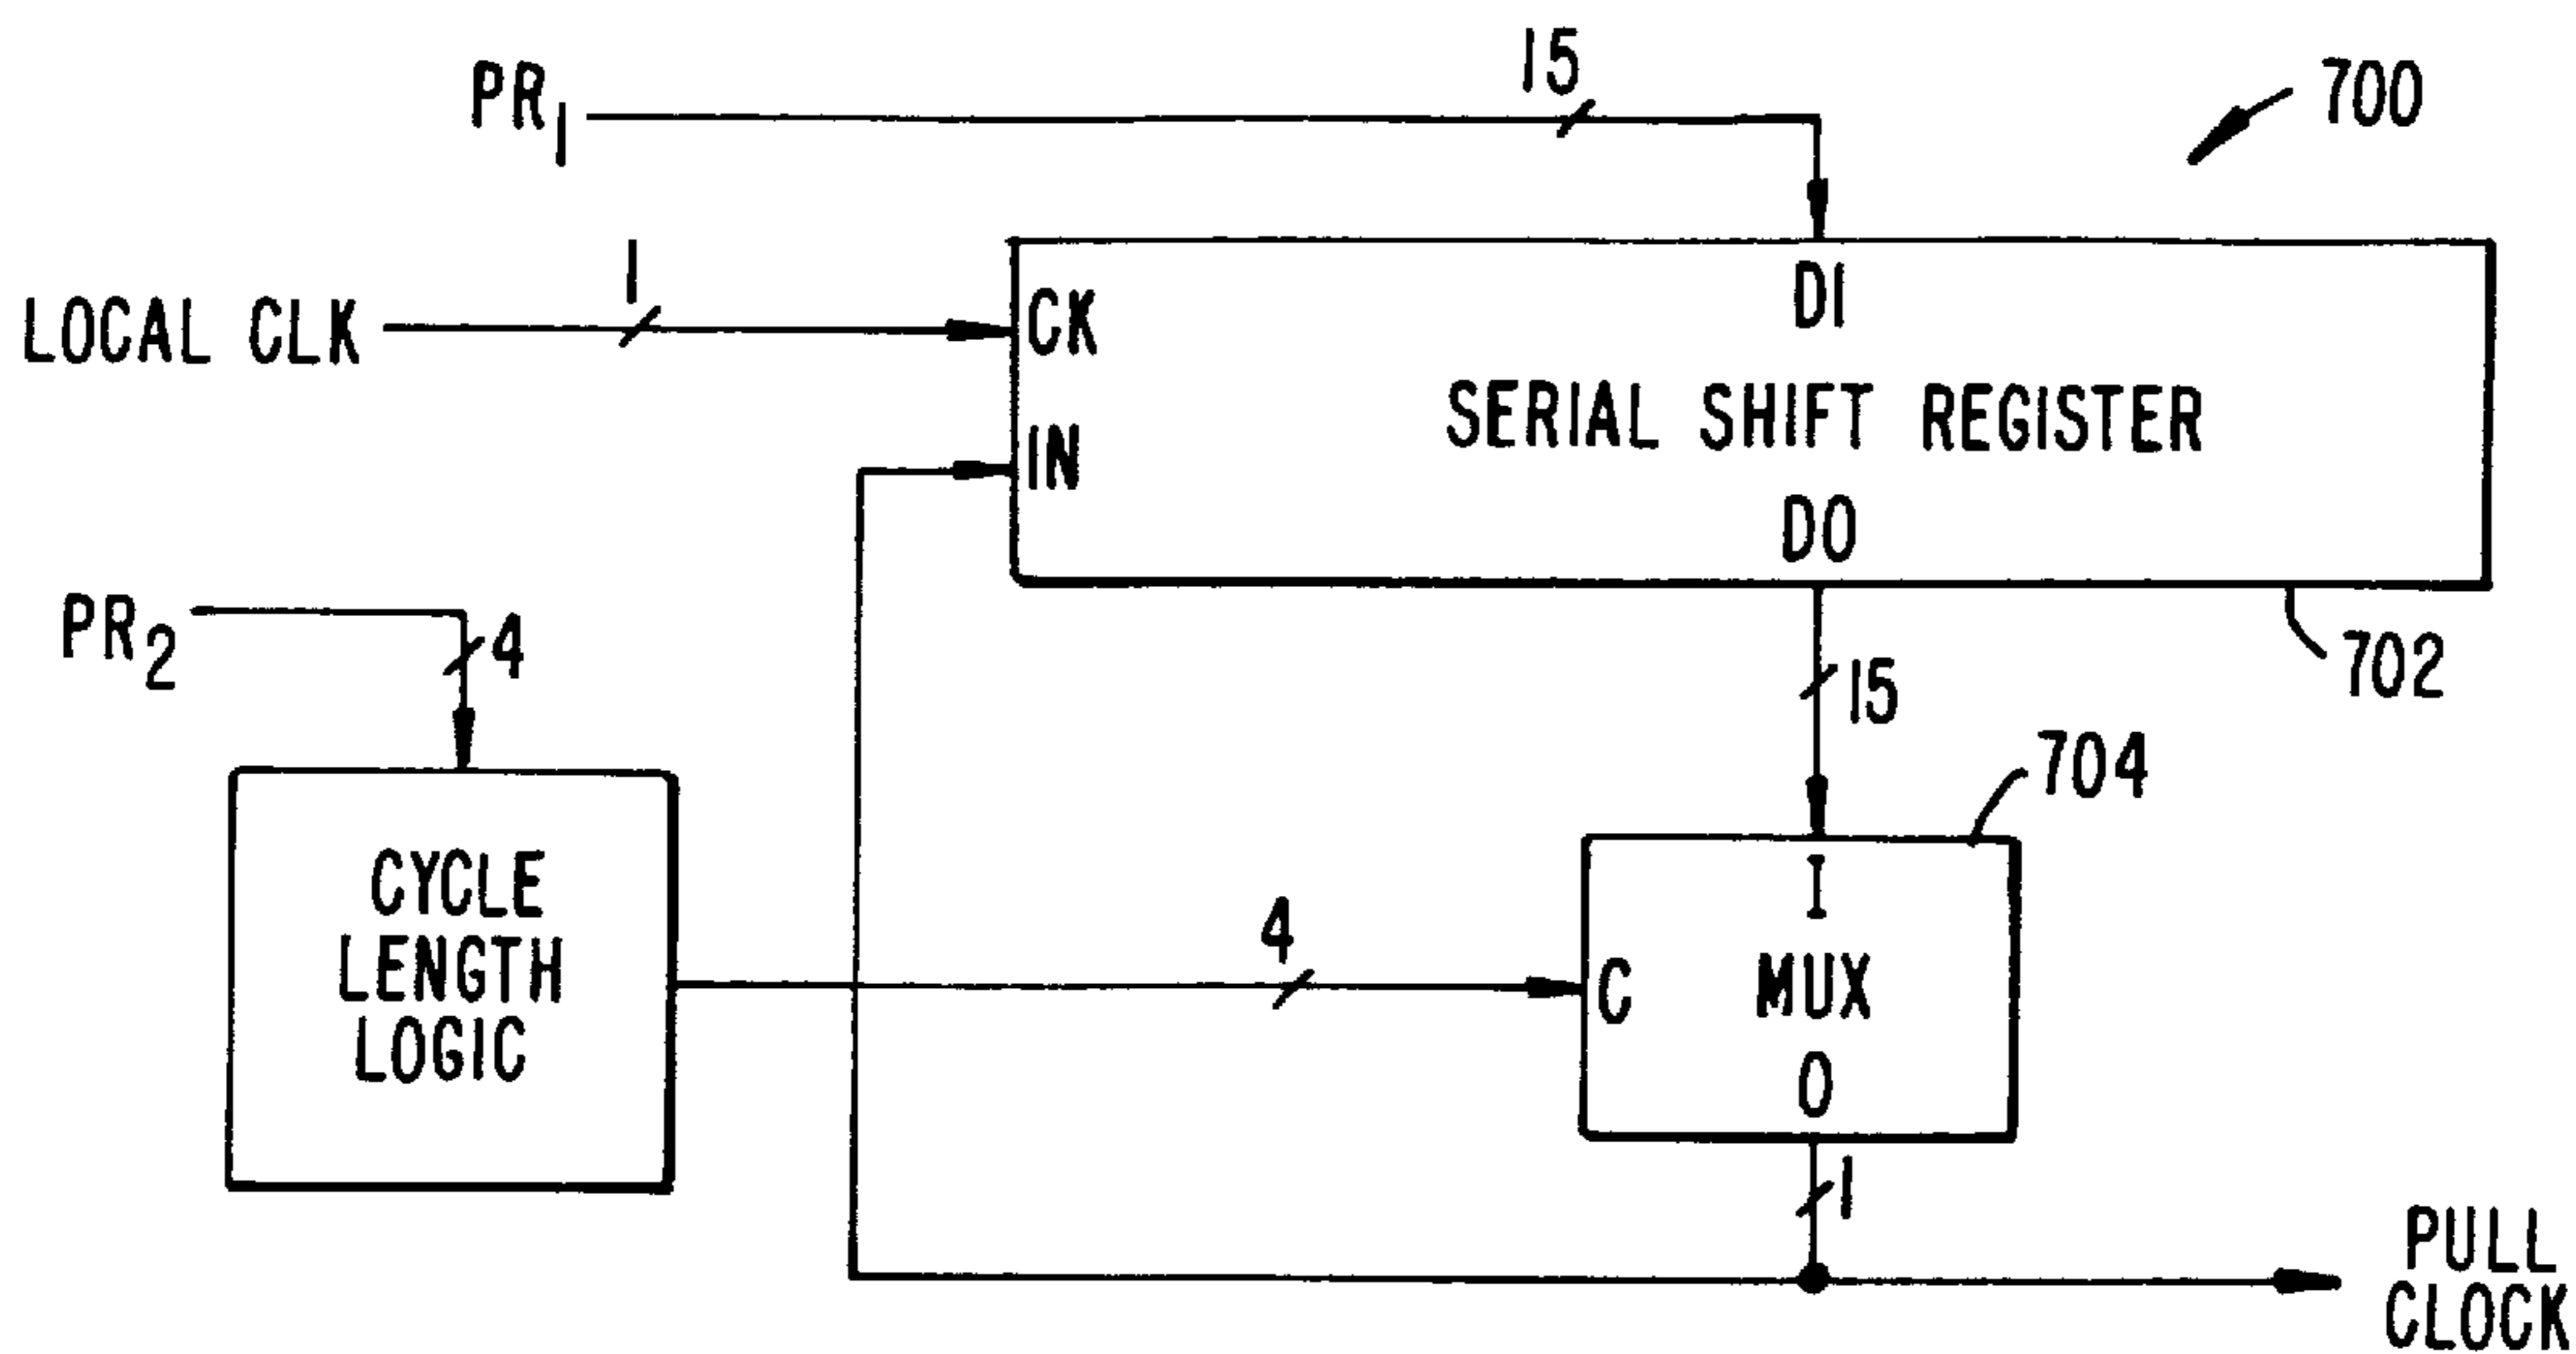 15
PR1
700
1
LOCAL CLK
CK
DI
SERIAL SHIFT REGISTER
IN
DO
PR2
4
15
702
704
CYCLE
LENGTH
LOGIC
4
I
C
MUX
O
1
PULL
CLOCK